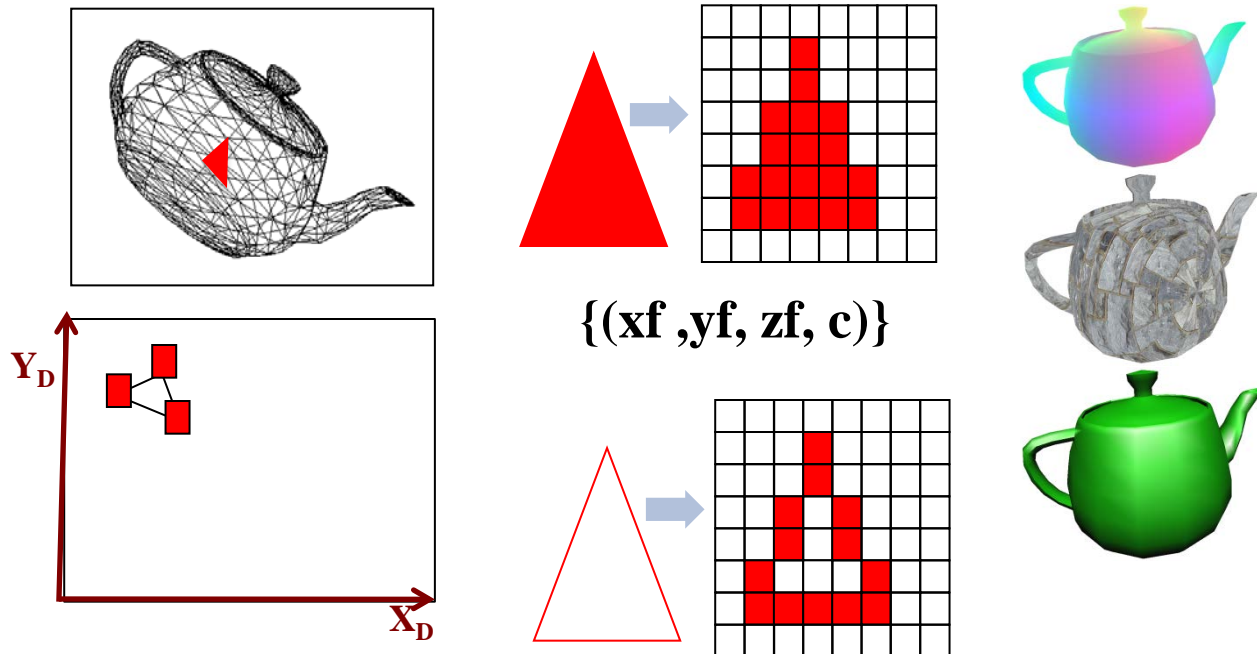 {(xf ,yf, zf, c)}
Y_D
X_D